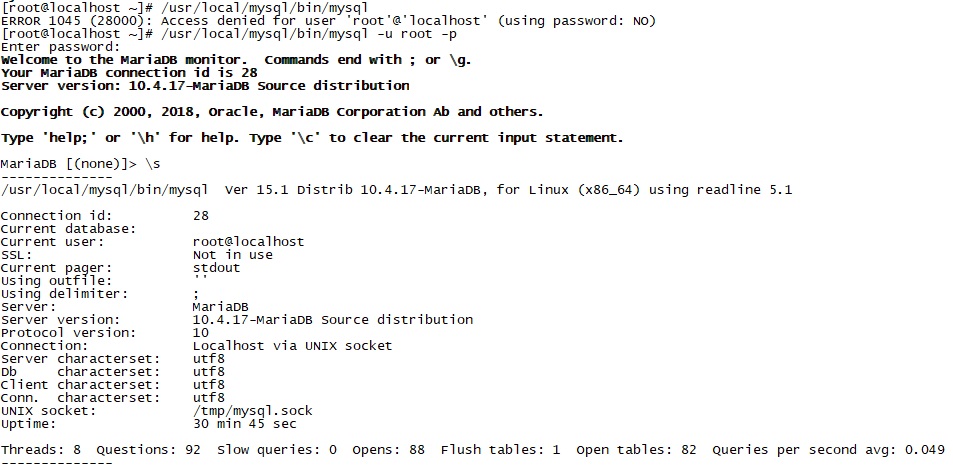 [root@localhost ~]# /usr/local/mysql/bin/mysql
ERROR 1045 (28000): Access denied for user 'root'@'localhost' (using password: NO)
[root@localhost ~]# /usr/local/mysql/bin/mysql -u root -p
Enter password:
Welcome to the MariaDB monitor.  Commands end with ; or \g.
Your MariaDB connection id is 28
Server version: 10.4.17-MariaDB Source distribution

Copyright (c) 2000, 2018, Oracle, MariaDB Corporation Ab and others.

Type 'help;' or '\h' for help. Type '\c' to clear the current input statement.

MariaDB [(none)]> \s
--------------
/usr/local/mysql/bin/mysql  Ver 15.1 Distrib 10.4.17-MariaDB, for Linux (x86_64) using readline 5.1

Connection id:          28
Current database:
Current user:           root@localhost
SSL:                    Not in use
Current pager:          stdout
Using outfile:          ''
Using delimiter:        ;
Server:                 MariaDB
Server version:         10.4.17-MariaDB Source distribution
Protocol version:       10
Connection:             Localhost via UNIX socket
Server characterset:    utf8
Db     characterset:    utf8
Client characterset:    utf8
Conn.  characterset:    utf8
UNIX socket:            /tmp/mysql.sock
Uptime:                 30 min 45 sec

Threads: 8  Questions: 92  Slow queries: 0  Opens: 88  Flush tables: 1  Open tables: 82  Queries per second avg: 0.049
--------------